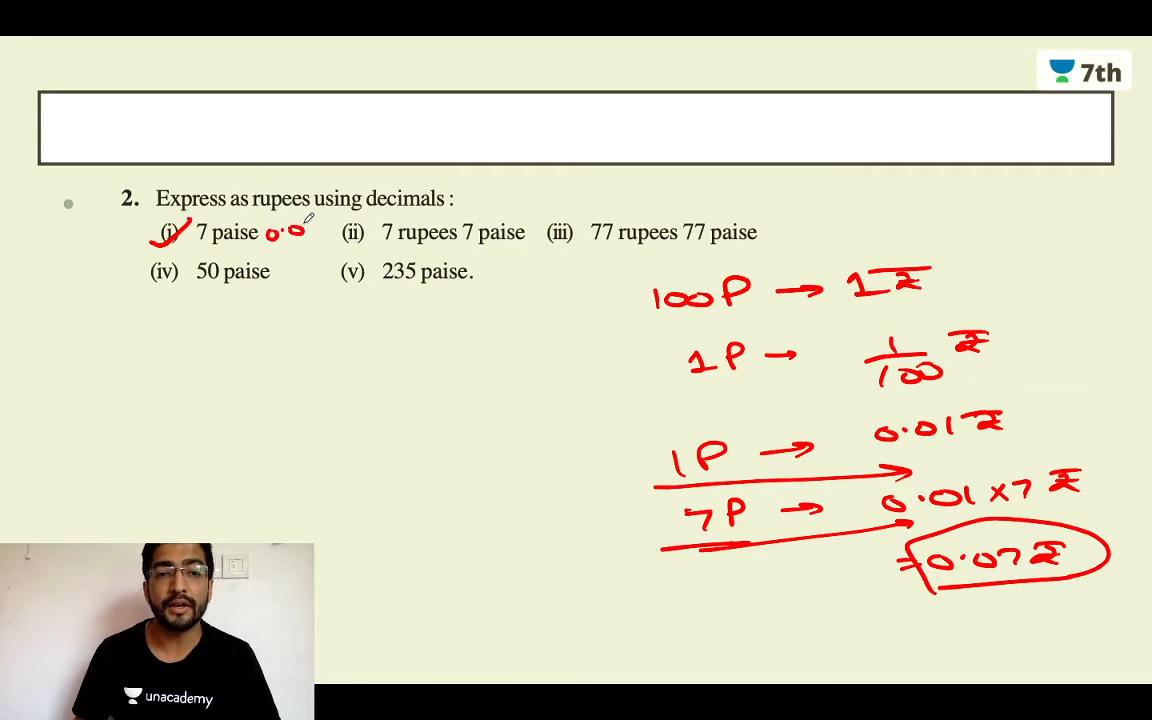 7th
2. Express as rupees using decimals :
(i) 7 paise 0.0 (ii) 7 rupees 7 paise (iii) 77 rupees 77 paise
(iv) 50 paise (v) 235 paise.
100P → 1₹
1P → 1/100 ₹
1P → 0.01₹
7P → 0.01 × 7 ₹
= 0.07₹
unacademy